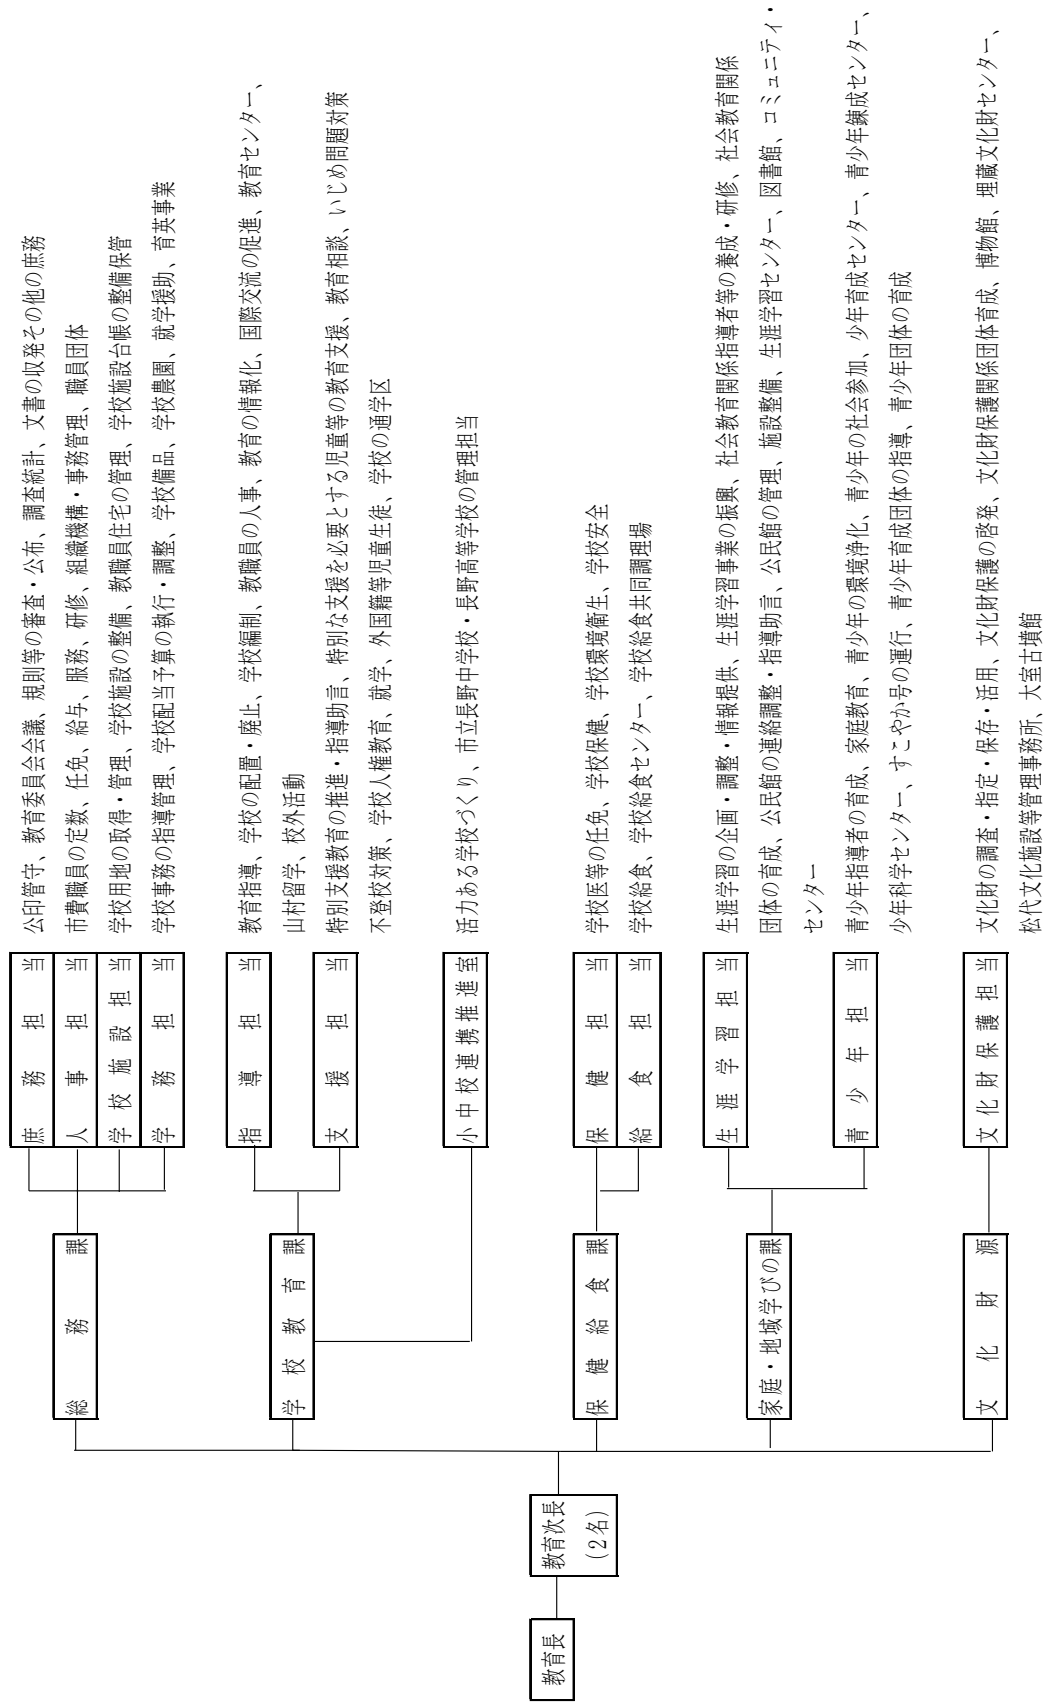 教育長
教育次長
(2名)
総務課
庶務担当
公印管守、教育委員会会議、規則等の審査・公布、調査統計、文書の収発その他の庶務
人事担当
市費職員の定数、任免、給与、服務、研修、組織機構・事務管理、職員団体
学校施設担当
学校用地の取得・管理、学校施設の整備、教職員住宅の管理、学校施設台帳の整備保管
学務担当
学校事務の指導管理、学校配当予算の執行・調整、学校備品、学校農園、就学援助、育英事業
学校教育課
指導担当
教育指導、学校の配置・廃止、学校編制、教職員の人事、教育の情報化、国際交流の促進、教育センター、
山村留学、校外活動
支援担当
特別支援教育の推進・指導助言、特別な支援を必要とする児童等の教育支援、教育相談、いじめ問題対策
不登校対策、学校人権教育、就学、外国籍等児童生徒、学校の通学区
小中校連携推進室
活力ある学校づくり、市立長野中学校・長野高等学校の管理担当
保健給食課
保健担当
学校医等の任免、学校保健、学校環境衛生、学校安全
給食担当
学校給食、学校給食センター、学校給食共同調理場
家庭・地域学びの課
生涯学習担当
生涯学習の企画・調整・情報提供、生涯学習事業の振興、社会教育関係指導者等の養成・研修、社会教育関係
団体の育成、公民館の連絡調整・指導助言、公民館の管理、施設整備、生涯学習センター、図書館、コミュニティ・
センター
青少年担当
青少年指導者の育成、家庭教育、青少年の環境浄化、青少年の社会参加、少年育成センター、青少年錬成センター、
少年科学センター、すこやか号の運行、青少年育成団体の指導、青少年団体の育成
文化財源
文化財保護担当
文化財の調査・指定・保存・活用、文化財保護の啓発、文化財保護関係団体育成、博物館、埋蔵文化財センター、
松代文化施設等管理事務所、大室古墳館